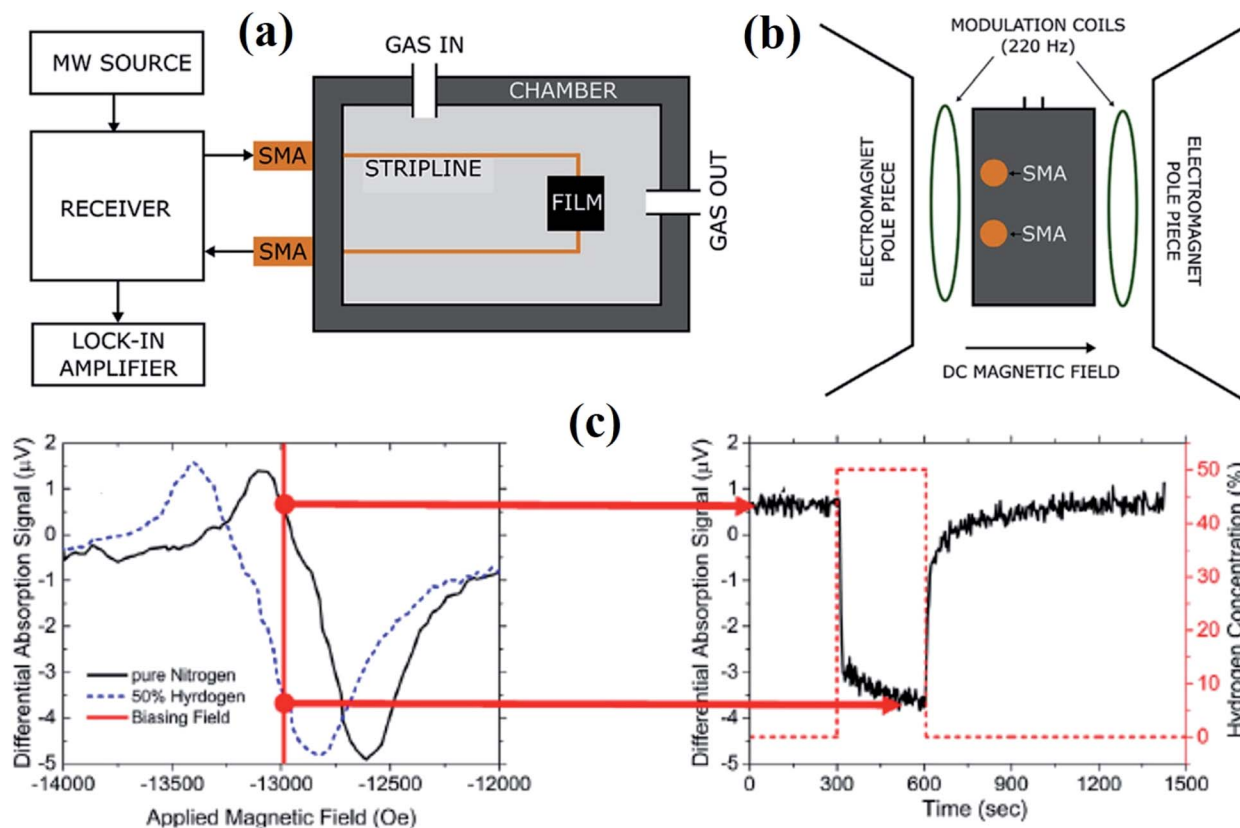 (a)
MW SOURCE
RECEIVER
LOCK-IN
AMPLIFIER
GAS IN
CHAMBER
SMA
STRIPLINE
FILM
SMA
GAS OUT
(b)
MODULATION COILS
(220 Hz)
ELECTROMAGNET
POLE PIECE
SMA
SMA
ELECTROMAGNET
POLE PIECE
DC MAGNETIC FIELD
(c)
Differential Absorption Signal (μV)
2
1
0
-1
-2
-3
-4
-5
pure Nitrogen
50% Hyrdogen
Biasing Field
-14000 -13500 -13000 -12500 -12000
Applied Magnetic Field (Oe)
Differential Absorption Signal (μV)
2
1
0
-1
-2
-3
-4
-5
0 300 600 900 1200 1500
Time (sec)
50
40
30
20
10
0
Hydrogen Concentration (%)